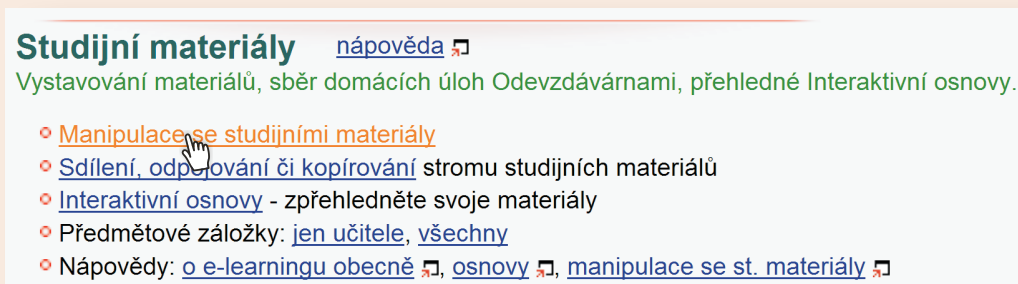 Studijní materiály nápověda
Vystavování materiálů, sběr domácích úloh Odevzdávárnami, přehledné Interaktivní osnovy.
Manipulace se studijními materiály
Sdílení, odpojování či kopírování stromu studijních materiálů
Interaktivní osnovy - zpřehledněte svoje materiály
Předmětové záložky: jen učitele, všechny
Nápovědy: o e-learningu obecně, osnovy, manipulace se st. materiály